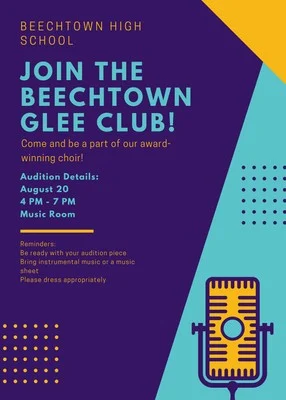 BEECHTOWN HIGH
SCHOOL
JOIN THE
BEECHTOWN
GLEE CLUB!
Come and be a part of our award-
winning choir!
Audition Details:
August 20
4 PM - 7 PM
Music Room
Reminders:
Be ready with your audition piece
Bring instrumental music or a music
sheet
Please dress appropriately